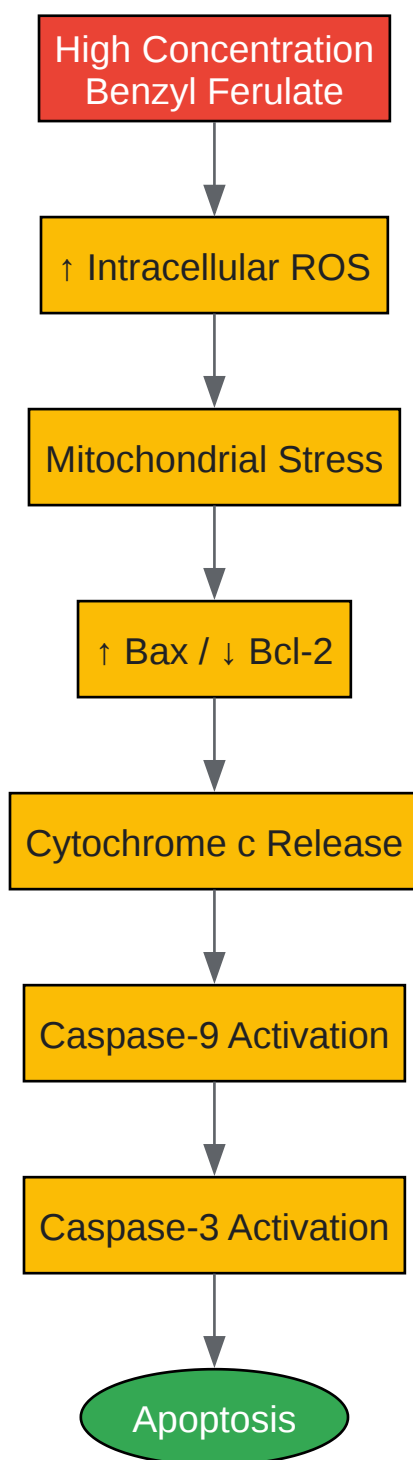 High Concentration
Benzyl Ferulate
↑ Intracellular ROS
Mitochondrial Stress
↑ Bax / ↓ Bcl-2
Cytochrome c Release
Caspase-9 Activation
Caspase-3 Activation
Apoptosis